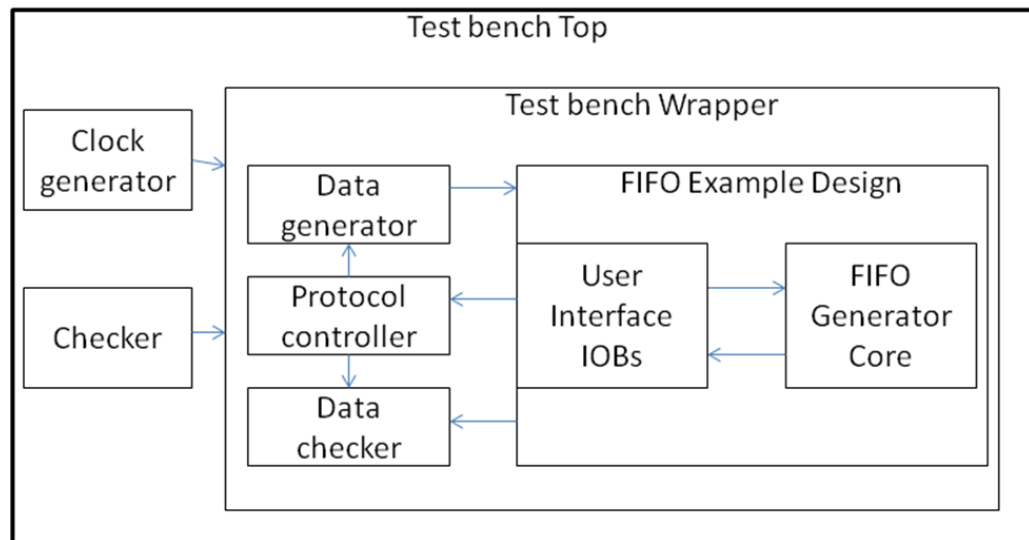 Test bench Top
Test bench Wrapper
Clock
generator
Data
generator
FIFO Example Design
Protocol
controller
User
Interface
IOBs
FIFO
Generator
Core
Checker
Data
checker